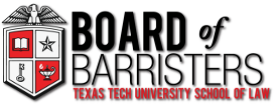 BOARD of
BARRISTERS
TEXAS TECH UNIVERSITY SCHOOL OF LAW